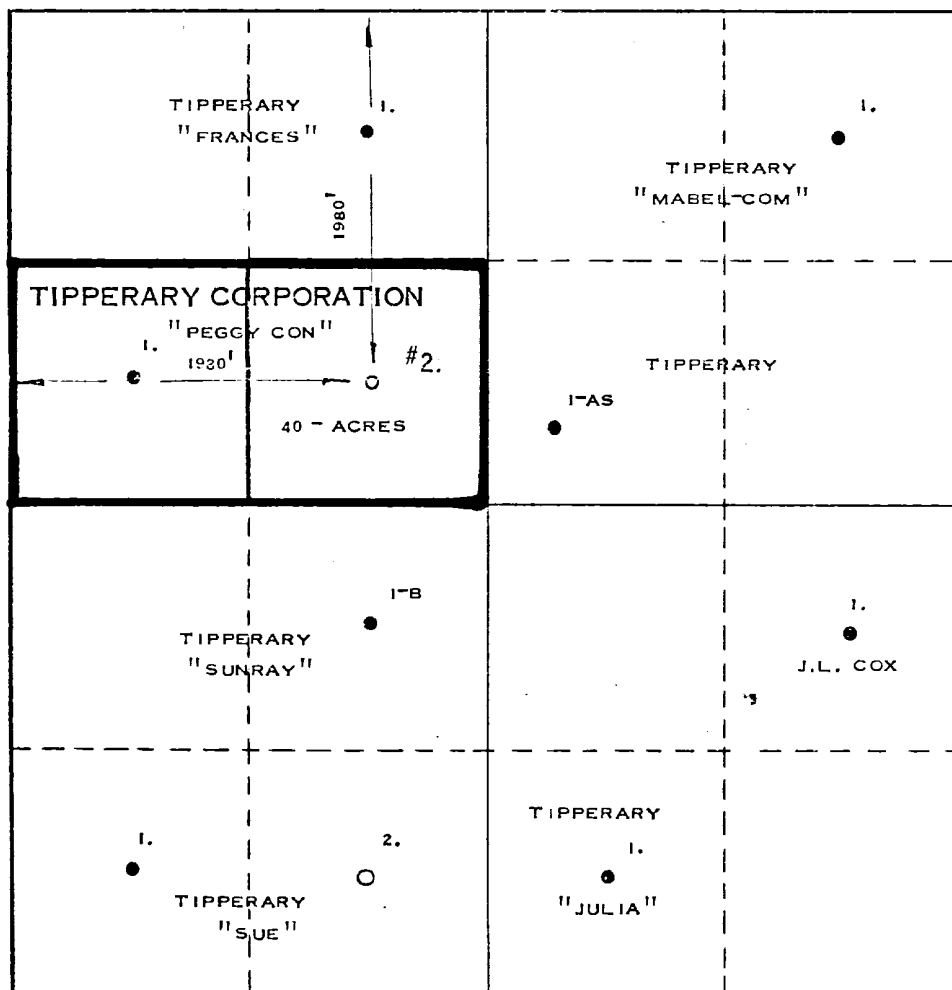 TIPPERARY
"FRANCES"
1.
1980'
TIPPERARY
"MABEL-COM"
1.
TIPPERARY CORPORATION
"PEGGY CON"
1.
1980'
#2.
40 - ACRES
TIPPERARY
1-AS
TIPPERARY
"SUNRAY"
1-B
1.
J.L. COX
1.
2.
TIPPERARY
"SUE"
TIPPERARY
1.
"JULIA"